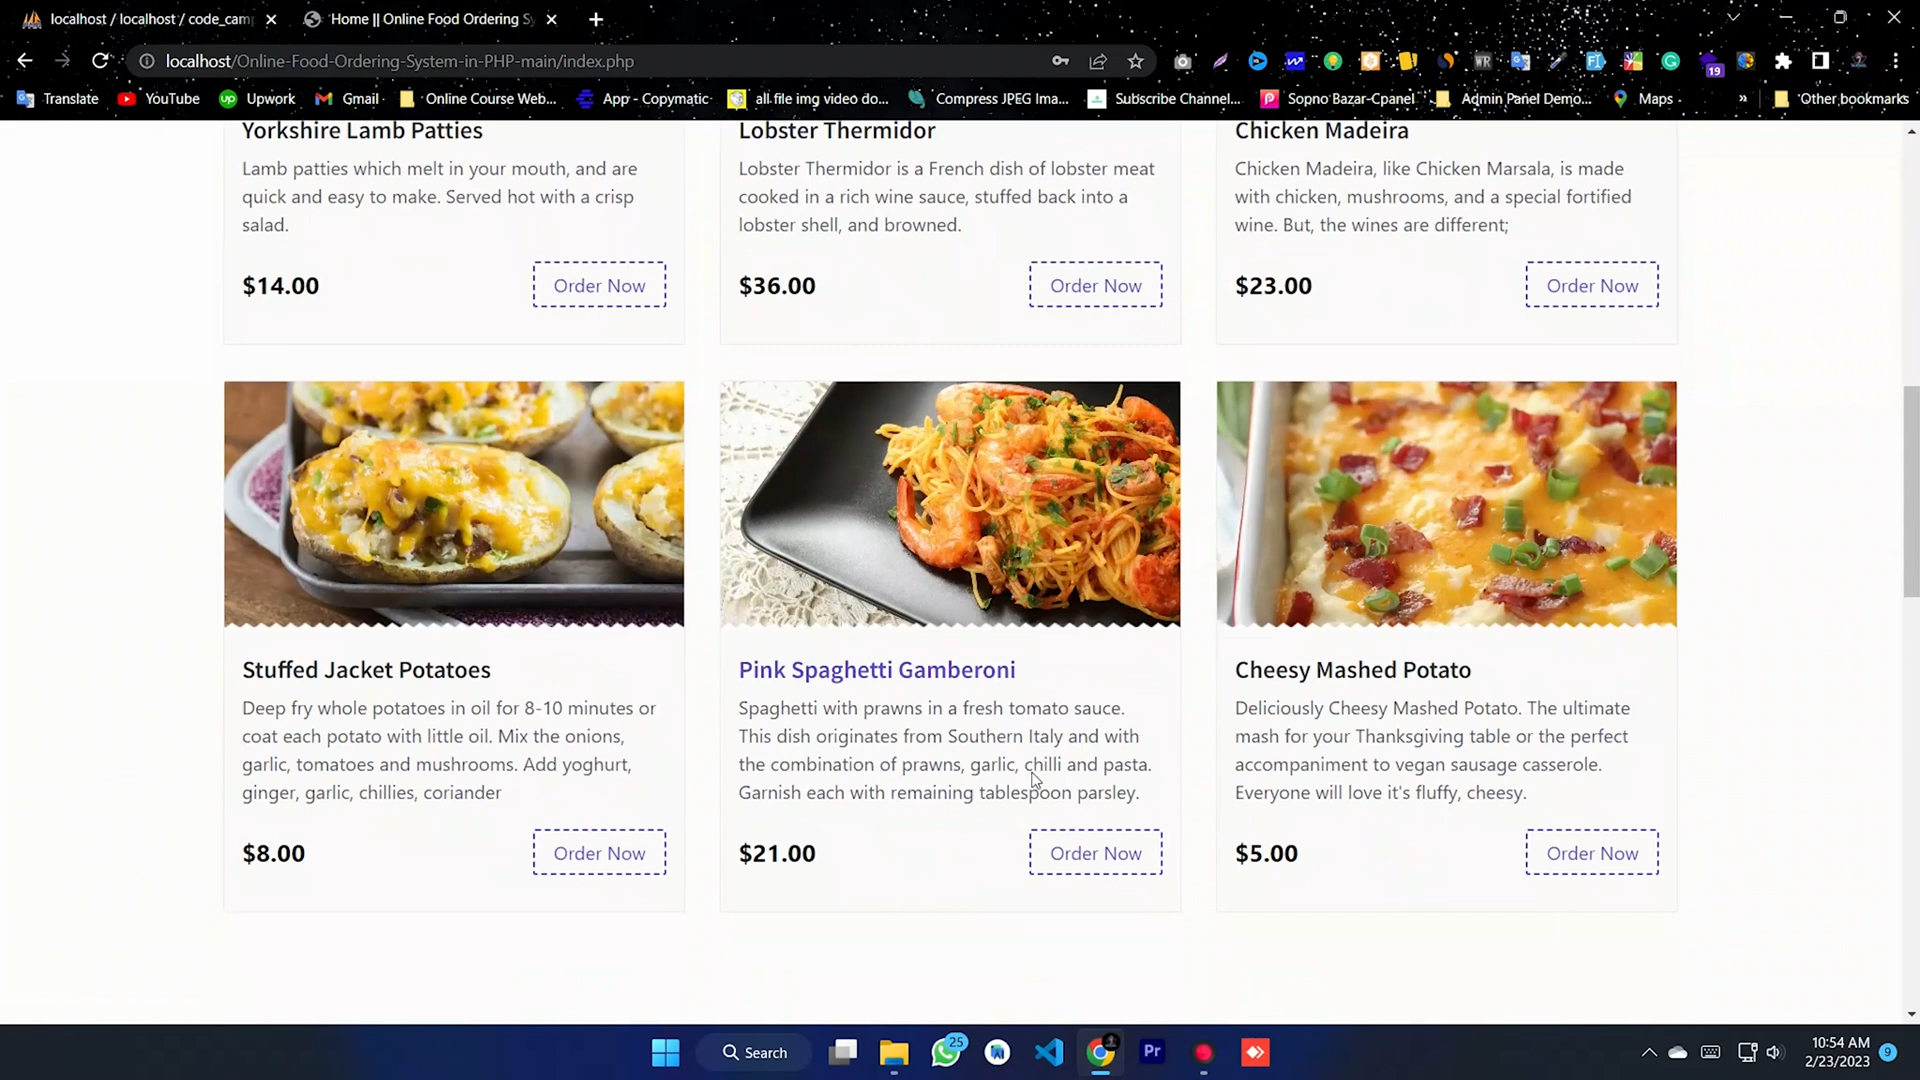 localhost / localhost / code_cam
Home || Online Food Ordering Sy
localhost/Online-Food-Ordering-System-in-PHP-main/index.php
WR
19
Translate
YouTube
Upwork
Gmail
Online Course Web...
App - Copymatic
all file img video do...
Compress JPEG Ima...
Subscribe Channel...
Sopno Bazar-Cpanel
Admin Panel Demo...
Maps
»
Other bookmarks
Yorkshire Lamb Patties
Lamb patties which melt in your mouth, and are
quick and easy to make. Served hot with a crisp
salad.
$14.00
Order Now
Lobster Thermidor
Lobster Thermidor is a French dish of lobster meat
cooked in a rich wine sauce, stuffed back into a
lobster shell, and browned.
$36.00
Order Now
Chicken Madeira
Chicken Madeira, like Chicken Marsala, is made
with chicken, mushrooms, and a special fortified
wine. But, the wines are different;
$23.00
Order Now
Stuffed Jacket Potatoes
Deep fry whole potatoes in oil for 8-10 minutes or
coat each potato with little oil. Mix the onions,
garlic, tomatoes and mushrooms. Add yoghurt,
ginger, garlic, chillies, coriander
$8.00
Order Now
Pink Spaghetti Gamberoni
Spaghetti with prawns in a fresh tomato sauce.
This dish originates from Southern Italy and with
the combination of prawns, garlic, chilli and pasta.
Garnish each with remaining tablespoon parsley.
$21.00
Order Now
Cheesy Mashed Potato
Deliciously Cheesy Mashed Potato. The ultimate
mash for your Thanksgiving table or the perfect
accompaniment to vegan sausage casserole.
Everyone will love it's fluffy, cheesy.
$5.00
Order Now
Search
25
Pr
10:54 AM
2/23/2023
9